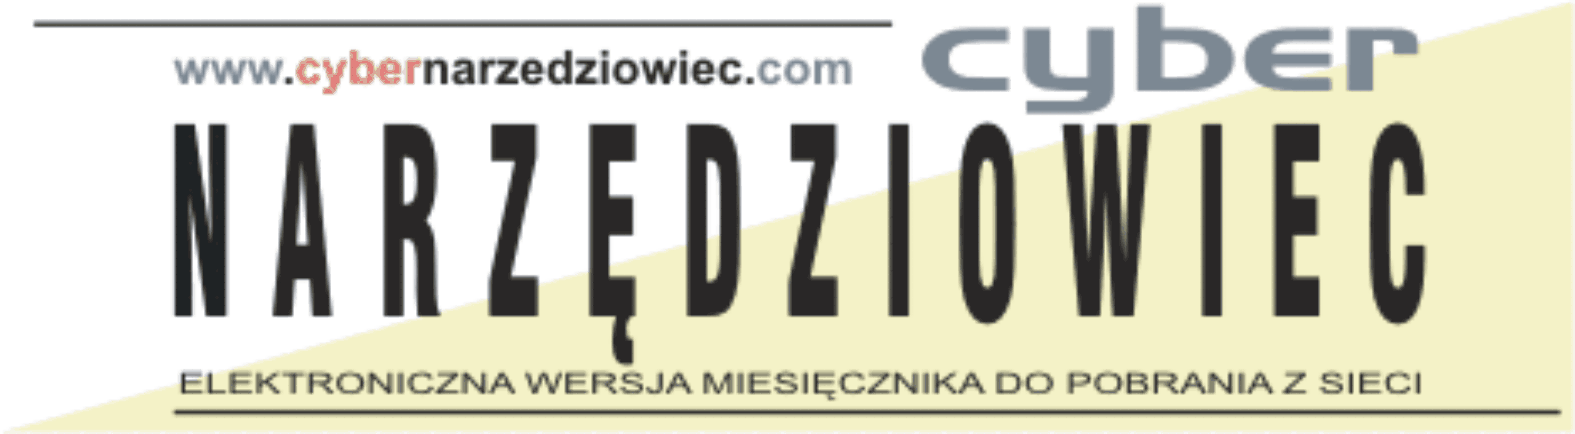 www.cybernarzedziowiec.com
cyber
NARZĘDZIOWIEC
ELEKTRONICZNA WERSJA MIESIĘCZNIKA DO POBRANIA Z SIECI